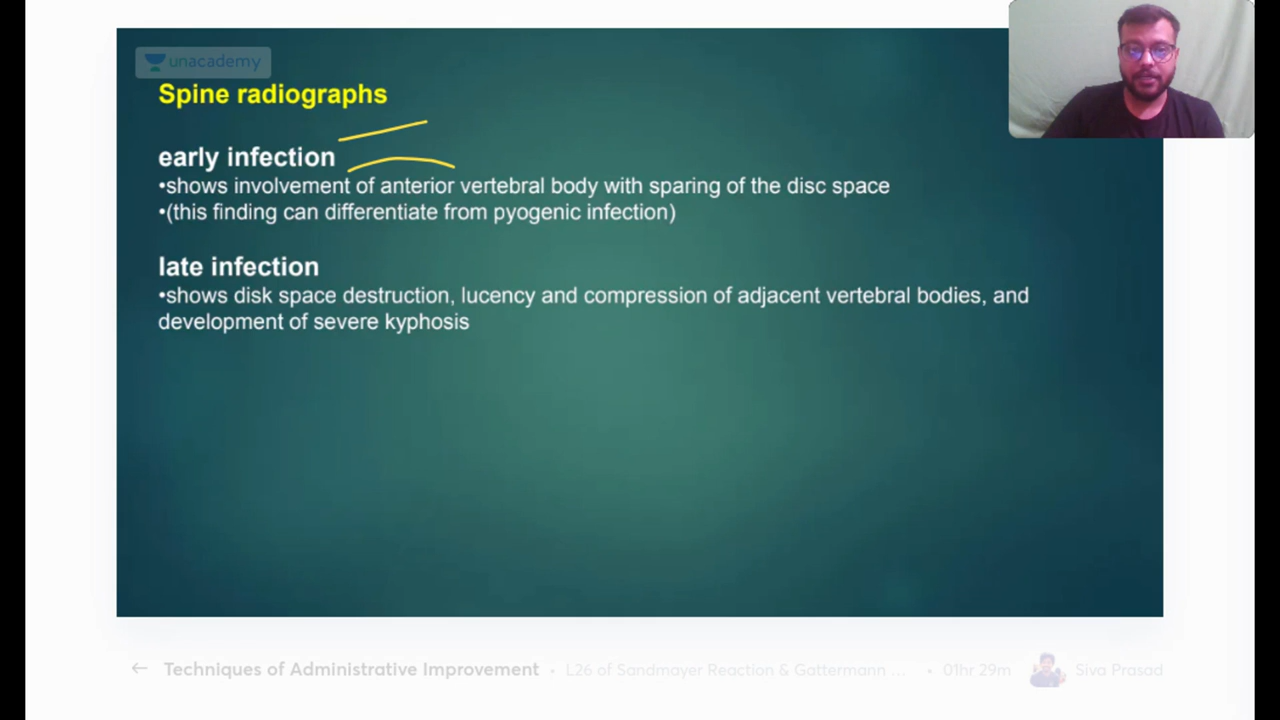 unacademy
Spine radiographs
early infection
•shows involvement of anterior vertebral body with sparing of the disc space
•(this finding can differentiate from pyogenic infection)
late infection
•shows disk space destruction, lucency and compression of adjacent vertebral bodies, and
development of severe kyphosis
← Techniques of Administrative Improvement • L26 of Sandmayer Reaction & Gattermann ... • 01hr 29m Siva Prasad